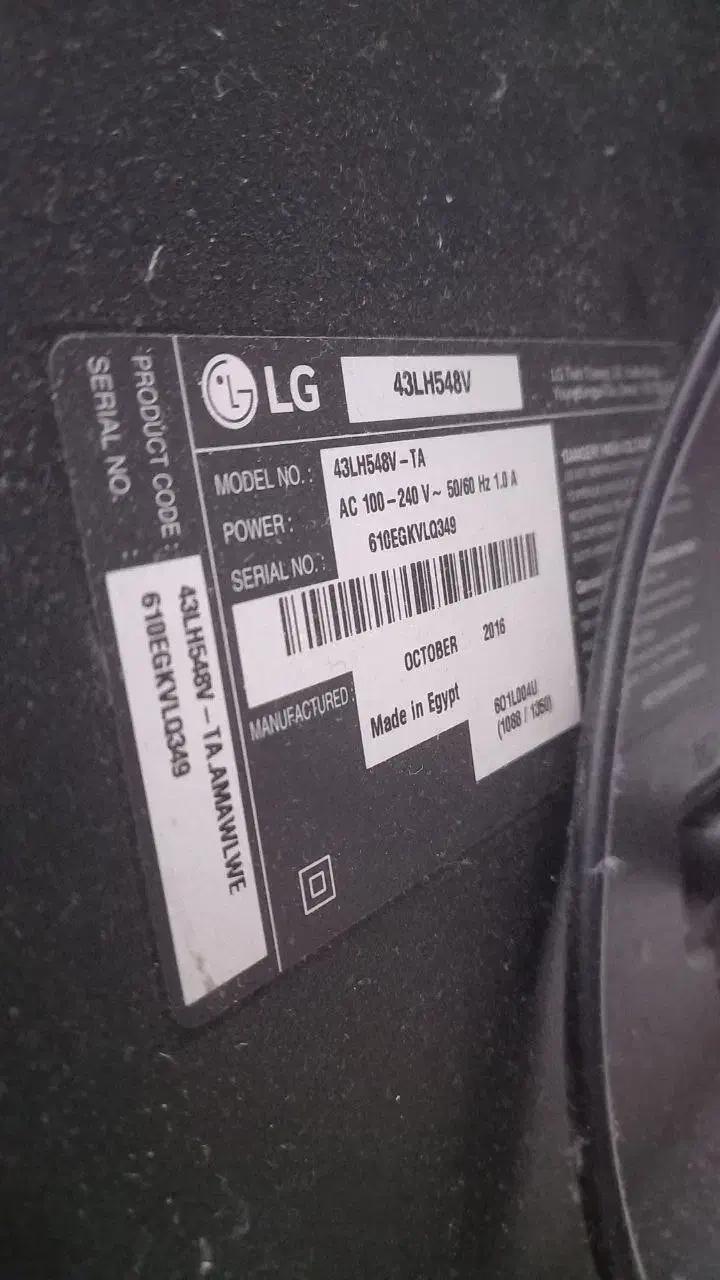 LG
43LH548V
MODEL NO. :
43LH548V – TA
POWER :
AC 100 – 240 V~ 50/60 Hz 1.0 A
SERIAL NO. :
610EGKVLQ349
MANUFACTURED :
OCTOBER 2016
Made in Egypt
601L004U
(1088 / 1350)
PRODUCT CODE :
43LH548V – TA.AMAWLWE
SERIAL NO. :
610EGKVLQ349